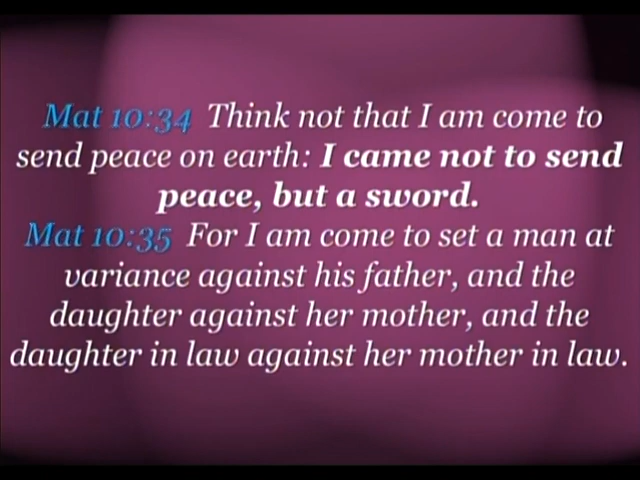 Mat 10:34 Think not that I am come to
send peace on earth: I came not to send
peace, but a sword.
Mat 10:35 For I am come to set a man at
variance against his father, and the
daughter against her mother, and the
daughter in law against her mother in law.